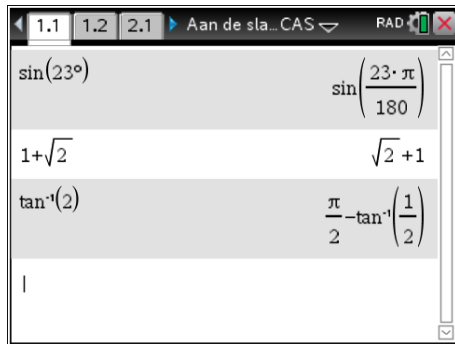 1.1 1.2 2.1 Aan de sla…CAS RAD
sin(23°) sin(23·π/180)
1+√2 √2+1
tan⁻¹(2) π/2−tan⁻¹(1/2)